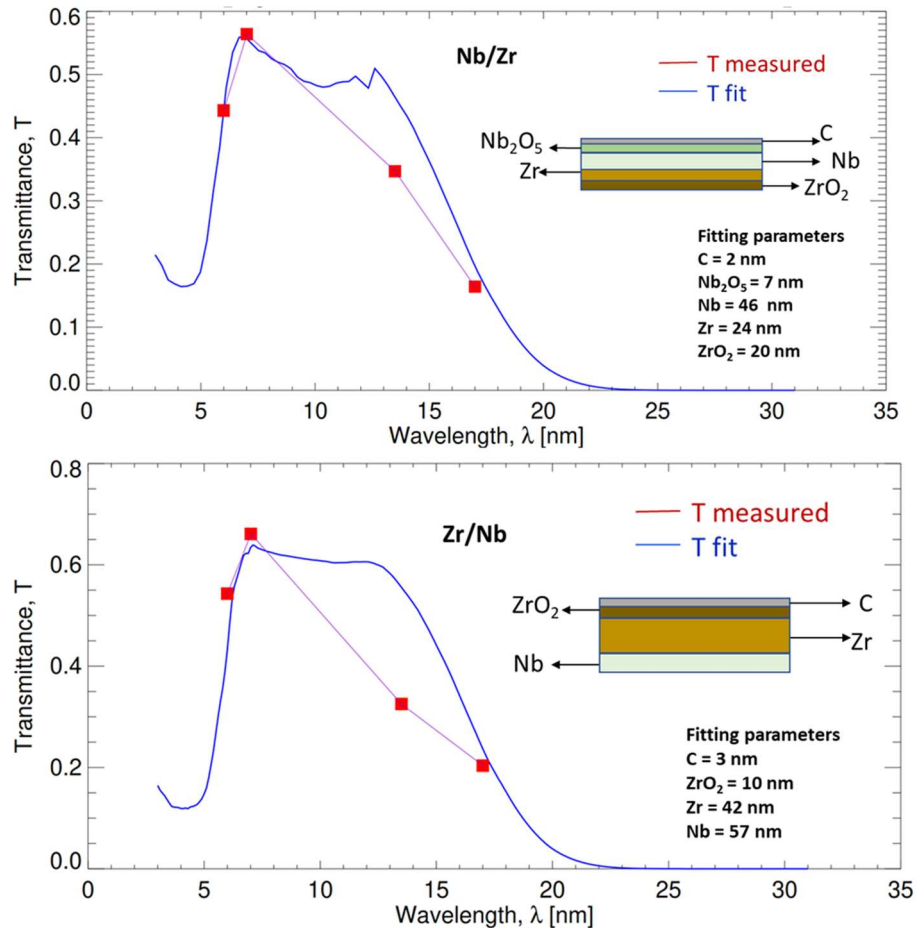 0.6
0.5
0.4
0.3
0.2
0.1
0.0
Transmittance, T
0
5
10
15
20
25
30
35
Wavelength, λ [nm]
Nb/Zr
T measured
T fit
Nb₂O₅
C
Nb
Zr
ZrO₂
Fitting parameters
C = 2 nm
Nb₂O₅ = 7 nm
Nb = 46 nm
Zr = 24 nm
ZrO₂ = 20 nm
0.8
0.6
0.4
0.2
0.0
Transmittance, T
0
5
10
15
20
25
30
35
Wavelength, λ [nm]
Zr/Nb
T measured
T fit
ZrO₂
C
Zr
Nb
Fitting parameters
C = 3 nm
ZrO₂ = 10 nm
Zr = 42 nm
Nb = 57 nm